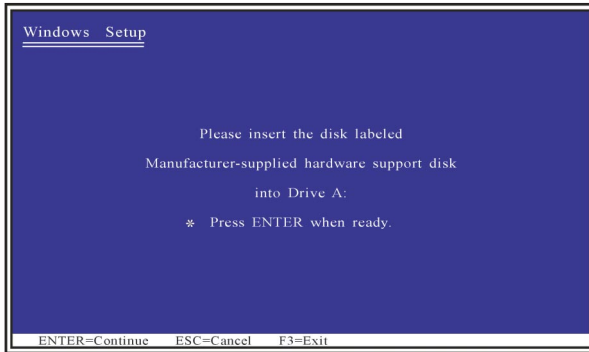 Windows Setup
Please insert the disk labeled
Manufacturer-supplied hardware support disk
into Drive A:
* Press ENTER when ready.
ENTER=Continue ESC=Cancel F3=Exit